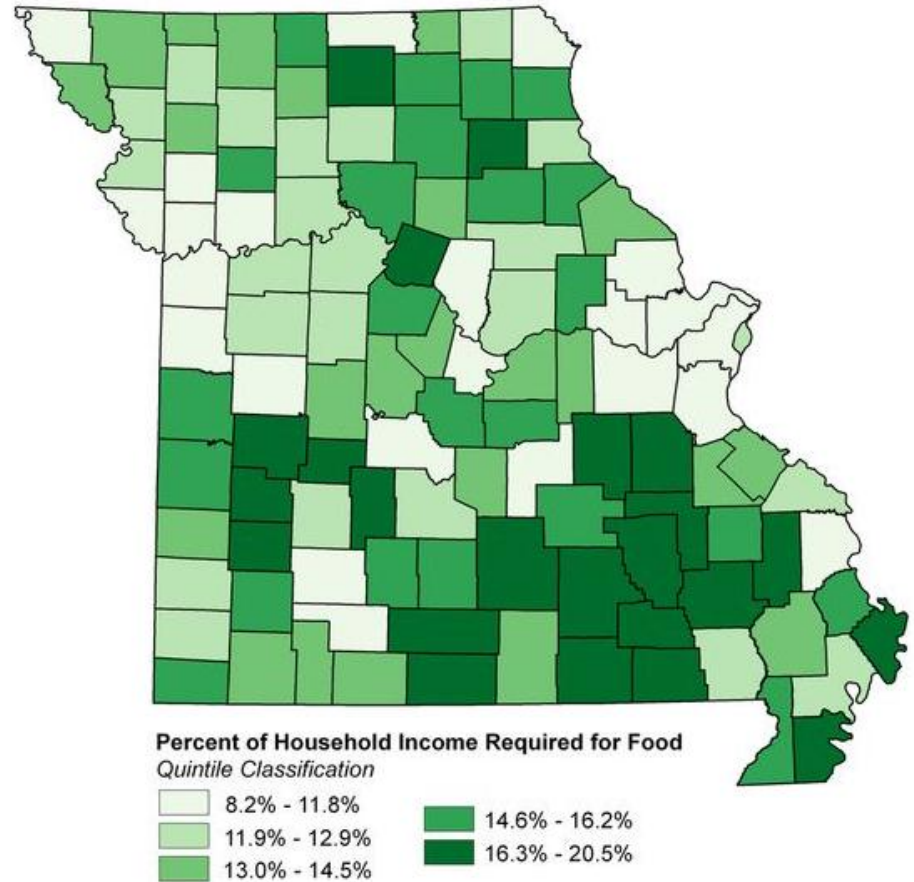 Percent of Household Income Required for Food
Quintile Classification
8.2% - 11.8%
11.9% - 12.9%
13.0% - 14.5%
14.6% - 16.2%
16.3% - 20.5%